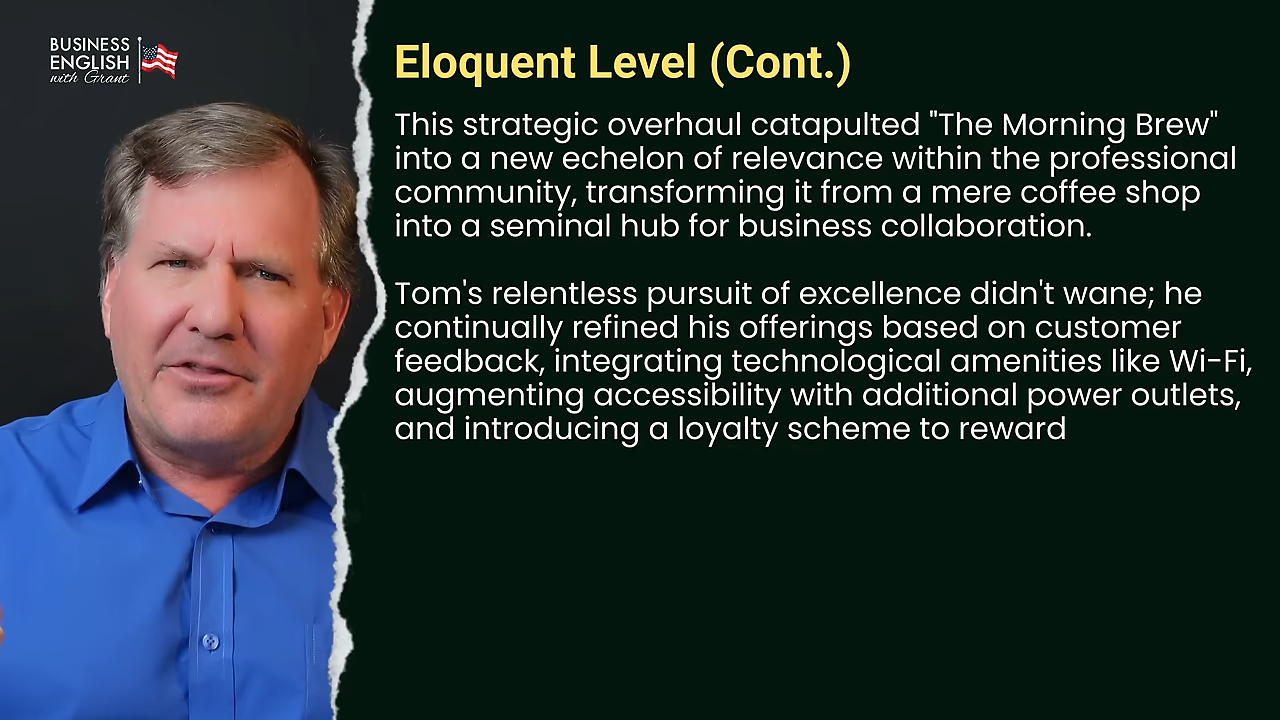 BUSINESS
ENGLISH
with Grant
Eloquent Level (Cont.)
This strategic overhaul catapulted "The Morning Brew"
into a new echelon of relevance within the professional
community, transforming it from a mere coffee shop
into a seminal hub for business collaboration.
Tom's relentless pursuit of excellence didn't wane; he
continually refined his offerings based on customer
feedback, integrating technological amenities like Wi-Fi,
augmenting accessibility with additional power outlets,
and introducing a loyalty scheme to reward